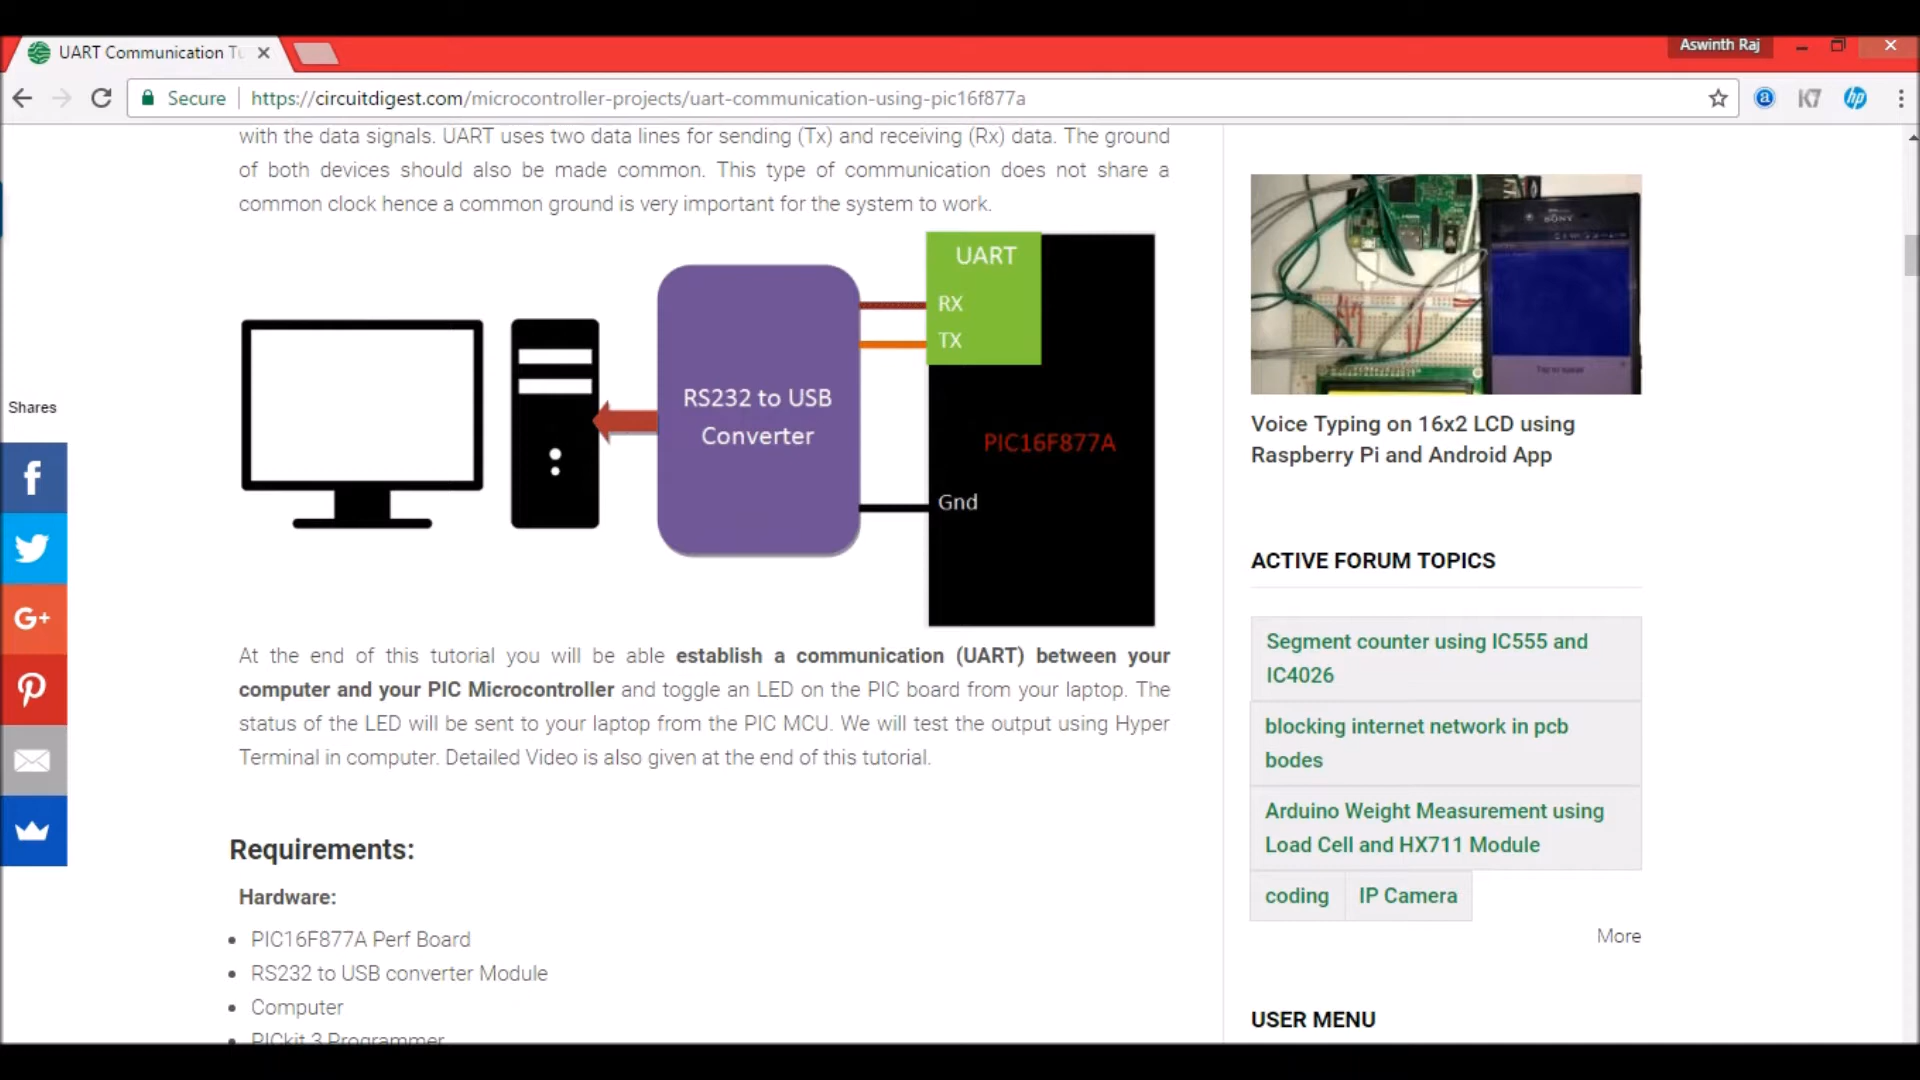 UART Communication Tu
Aswinth Raj
Secure
https://circuitdigest.com/microcontroller-projects/uart-communication-using-pic16f877a
K7
hp
with the data signals. UART uses two data lines for sending (Tx) and receiving (Rx) data. The ground
of both devices should also be made common. This type of communication does not share a
common clock hence a common ground is very important for the system to work.
UART
RX
TX
RS232 to USB
Converter
PIC16F877A
Gnd
Shares
At the end of this tutorial you will be able establish a communication (UART) between your
computer and your PIC Microcontroller and toggle an LED on the PIC board from your laptop. The
status of the LED will be sent to your laptop from the PIC MCU. We will test the output using Hyper
Terminal in computer. Detailed Video is also given at the end of this tutorial.
Requirements:
Hardware:
PIC16F877A Perf Board
RS232 to USB converter Module
Computer
PICkit 3 Programmer
SONY
Voice Typing on 16x2 LCD using
Raspberry Pi and Android App
ACTIVE FORUM TOPICS
Segment counter using IC555 and
IC4026
blocking internet network in pcb
bodes
Arduino Weight Measurement using
Load Cell and HX711 Module
coding
IP Camera
More
USER MENU